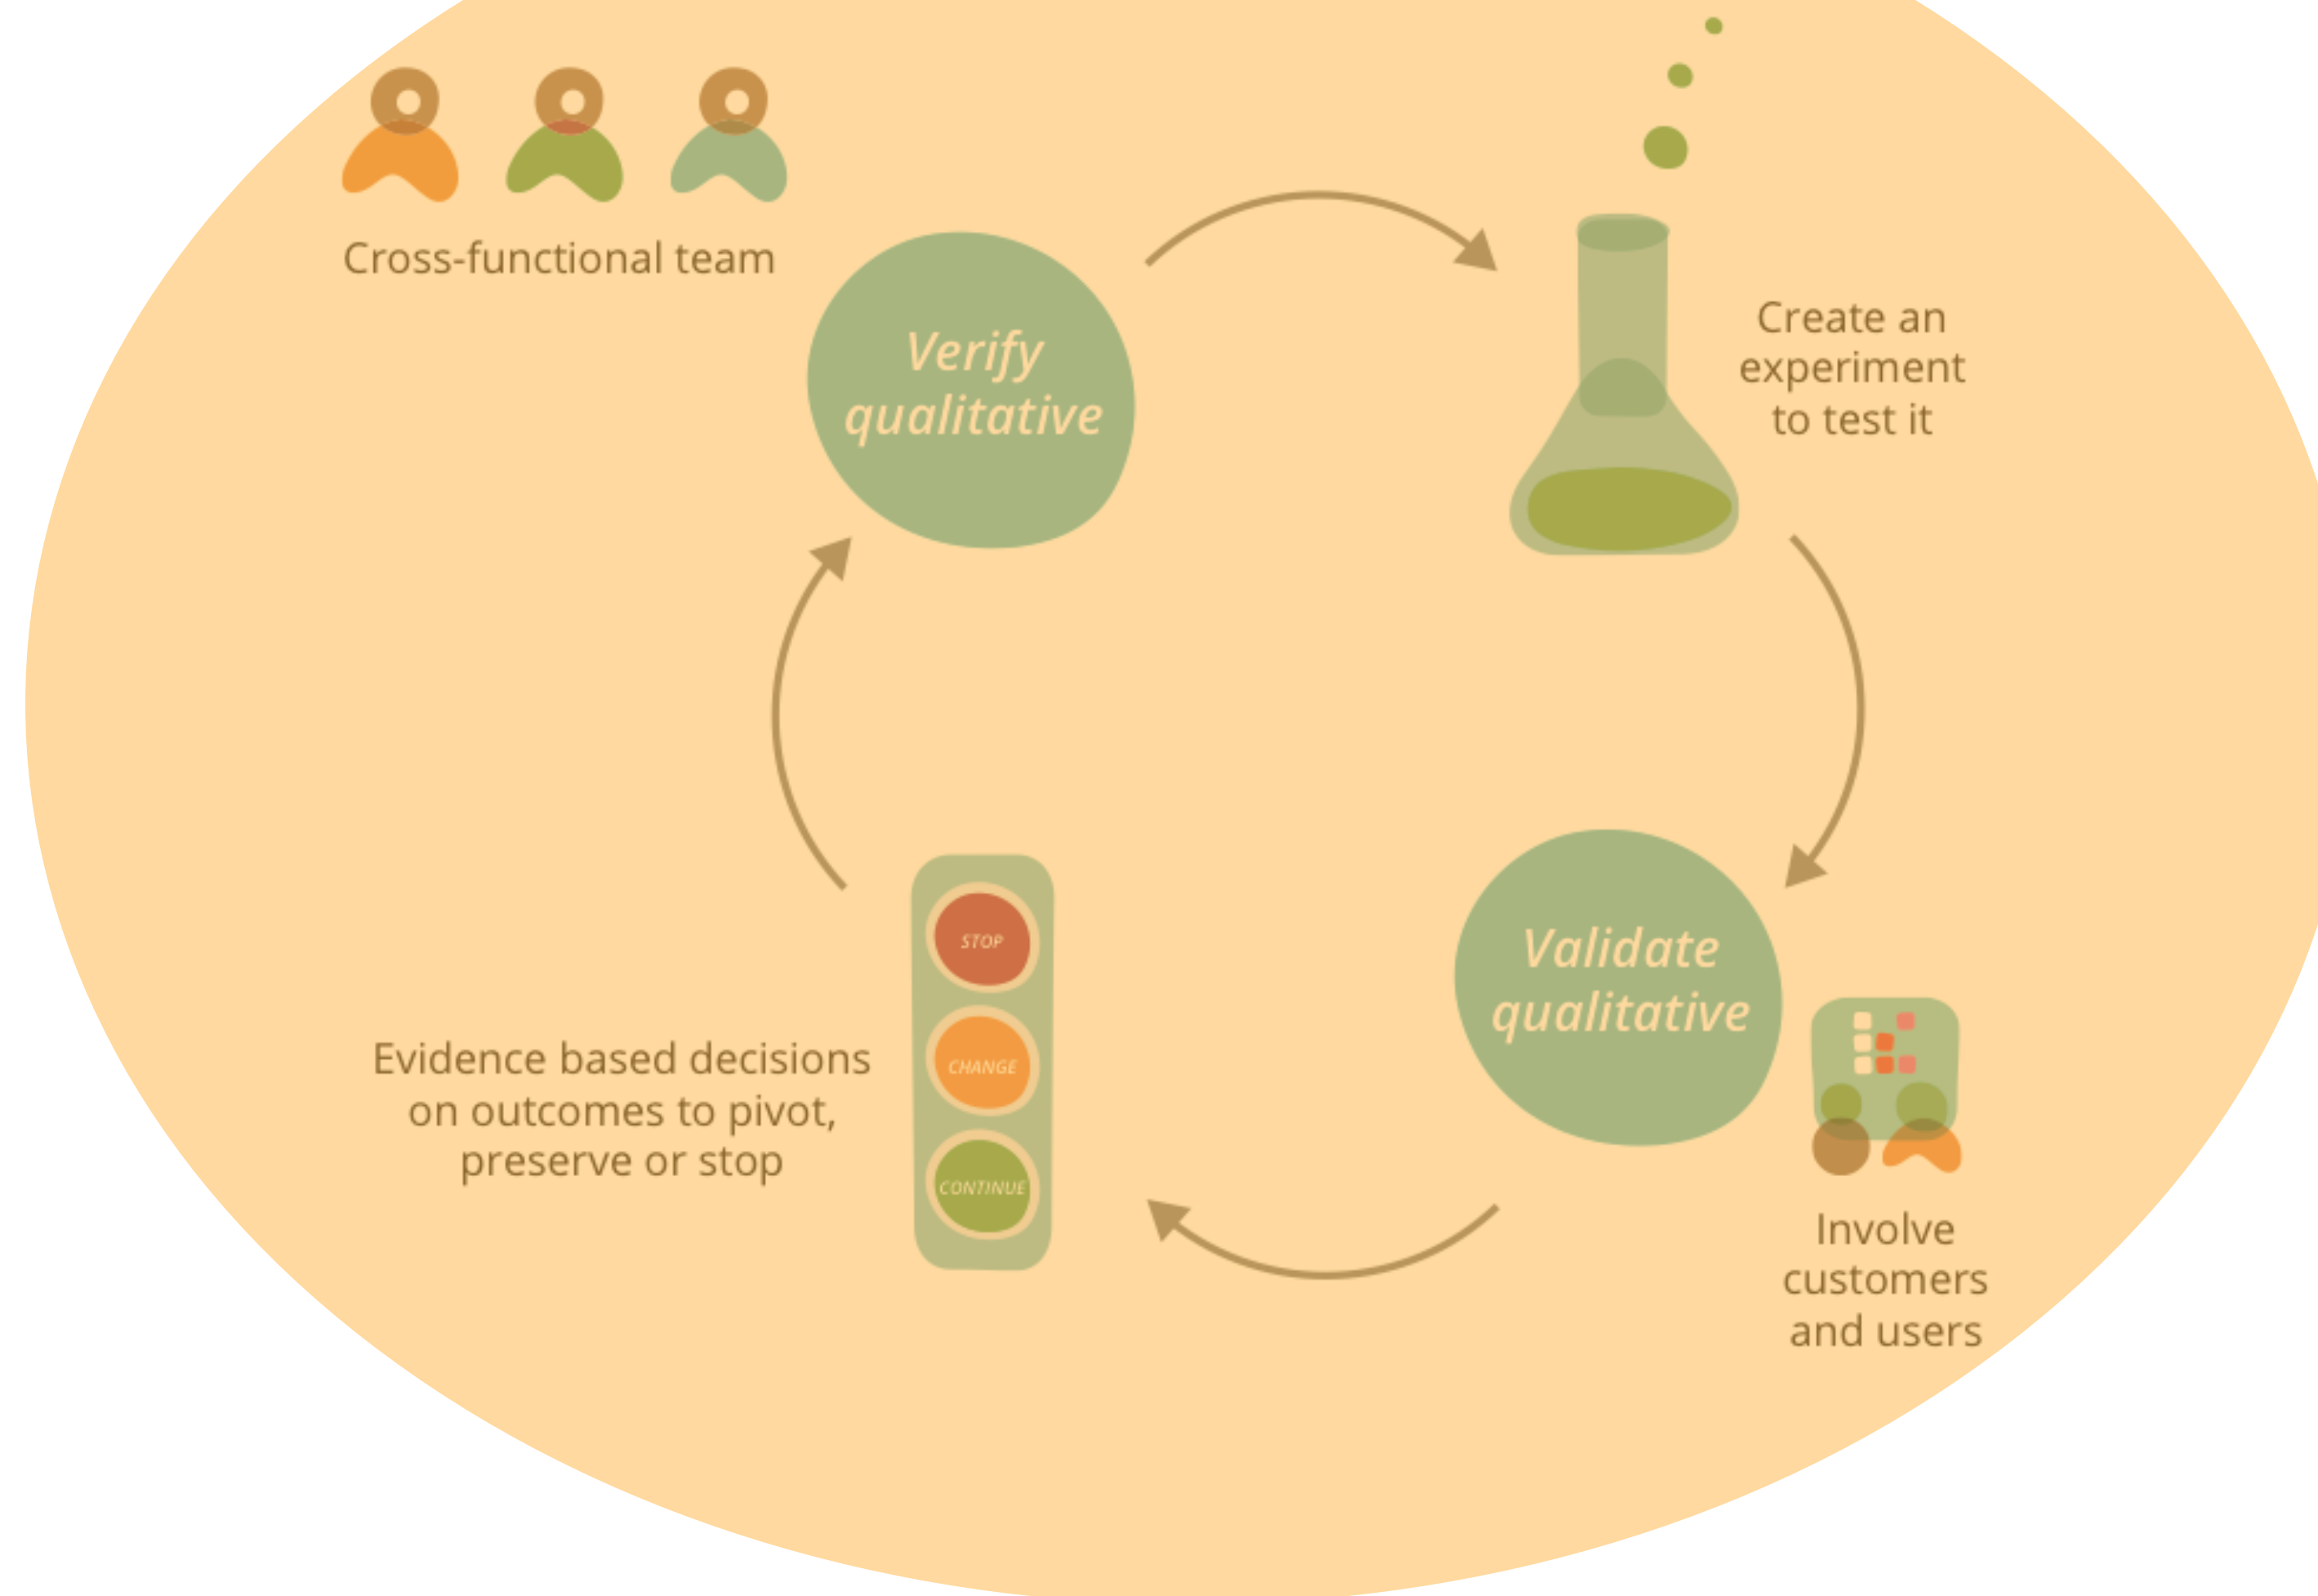 Cross-functional team
Verify
qualitative
Create an
experiment
to test it
Validate
qualitative
Involve
customers
and users
STOP
CHANGE
CONTINUE
Evidence based decisions
on outcomes to pivot,
preserve or stop